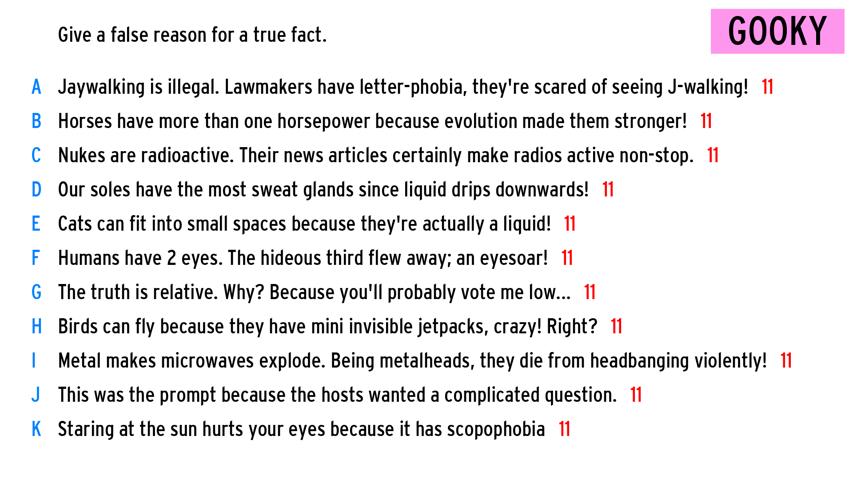 Give a false reason for a true fact.
GOOKY
A Jaywalking is illegal. Lawmakers have letter-phobia, they're scared of seeing J-walking! 11
B Horses have more than one horsepower because evolution made them stronger! 11
C Nukes are radioactive. Their news articles certainly make radios active non-stop. 11
D Our soles have the most sweat glands since liquid drips downwards! 11
E Cats can fit into small spaces because they're actually a liquid! 11
F Humans have 2 eyes. The hideous third flew away; an eyesoar! 11
G The truth is relative. Why? Because you'll probably vote me low... 11
H Birds can fly because they have mini invisible jetpacks, crazy! Right? 11
I Metal makes microwaves explode. Being metalheads, they die from headbanging violently! 11
J This was the prompt because the hosts wanted a complicated question. 11
K Staring at the sun hurts your eyes because it has scopophobia 11